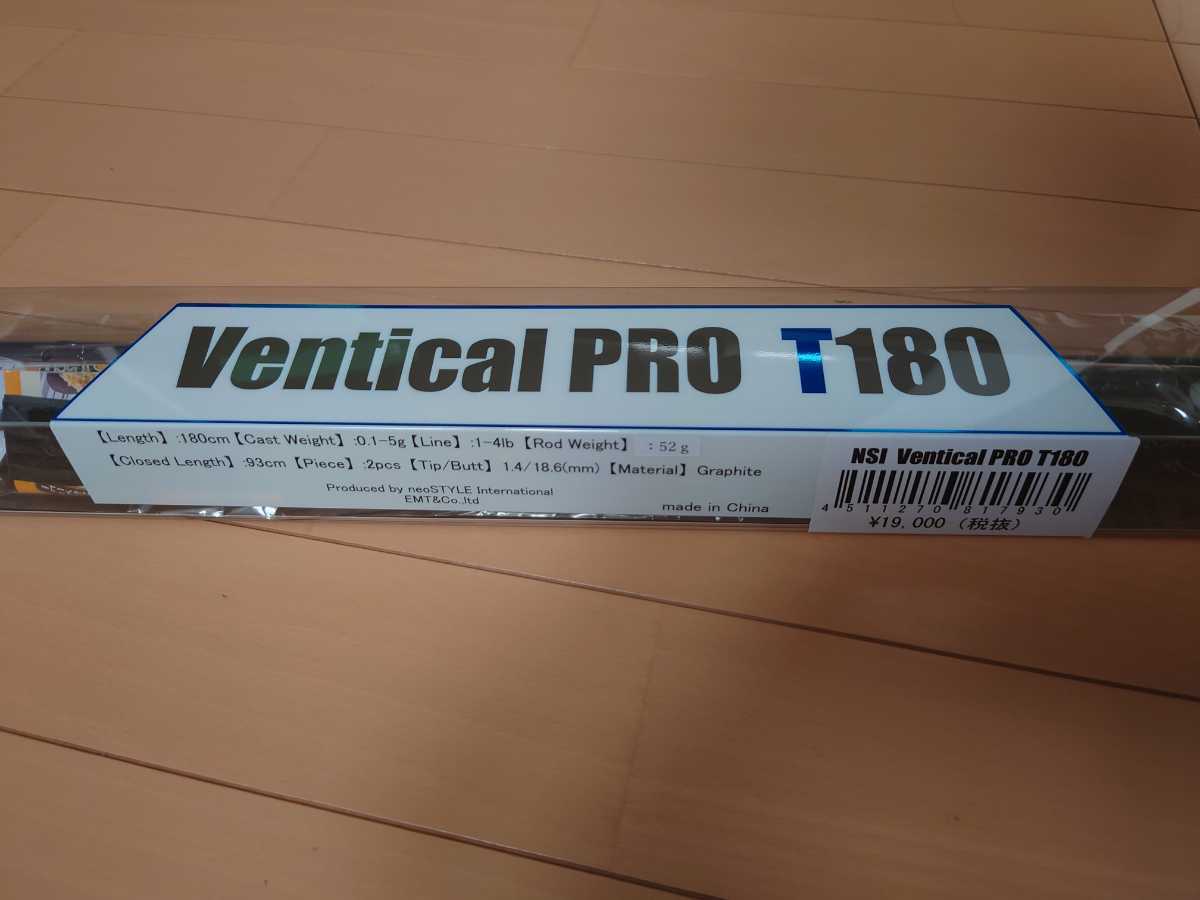 Ventical PRO T180
【Length】:180cm【Cast Weight】:0.1-5g【Line】:1-4lb【Rod Weight】:52g
【Closed Length】:93cm【Piece】:2pcs【Tip/Butt】1.4/18.6(mm)【Material】Graphite
Produced by neoSTYLE International
EMT&Co.,ltd
made in China
NSI Ventical PRO T180
4511270817930
¥19,000（税抜）